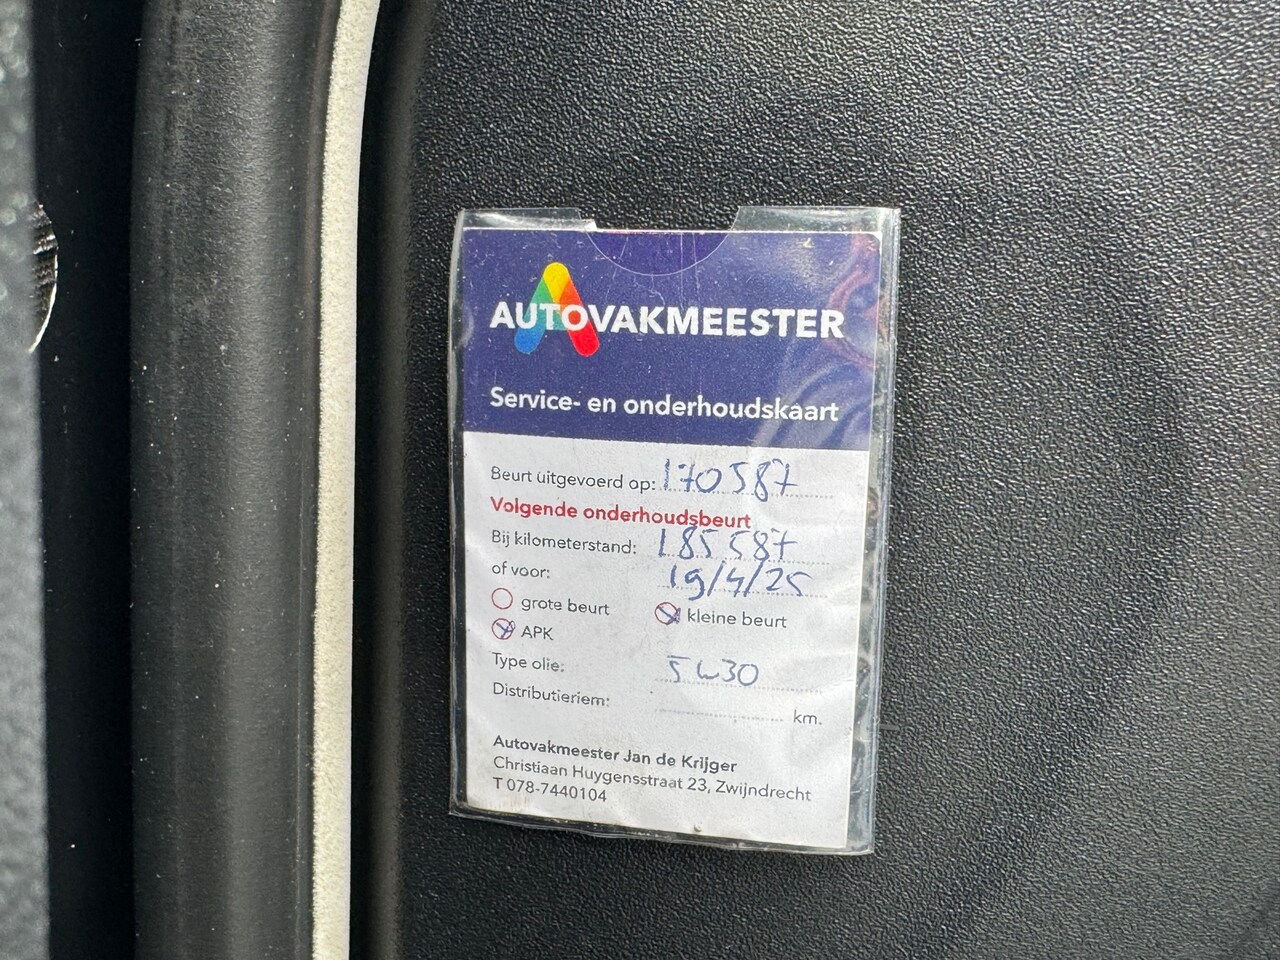 AUTOVAKMEESTER
Service- en onderhoudskaart
Beurt uitgevoerd op: 170587
Volgende onderhoudsbeurt
Bij kilometerstand: 185587
of voor: 19/4/25
grote beurt kleine beurt
APK
Type olie: 5W30
Distributieriem: km.
Autovakmeester Jan de Krijger
Christiaan Huygensstraat 23, Zwijndrecht
T 078-7440104